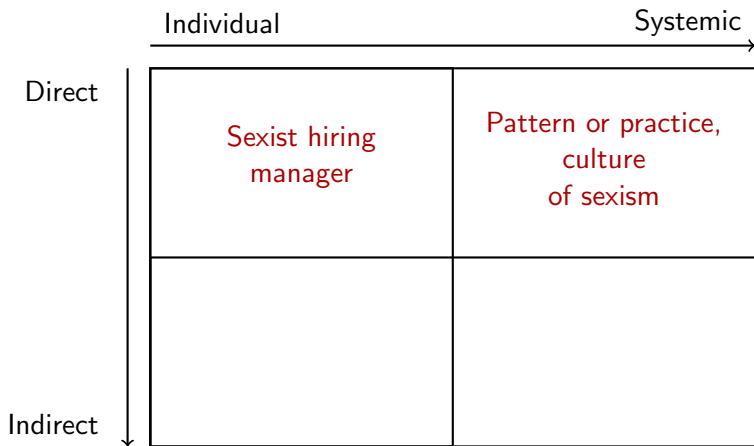 Individual
Systemic
Direct
Sexist hiring
manager
Pattern or practice,
culture
of sexism
Indirect